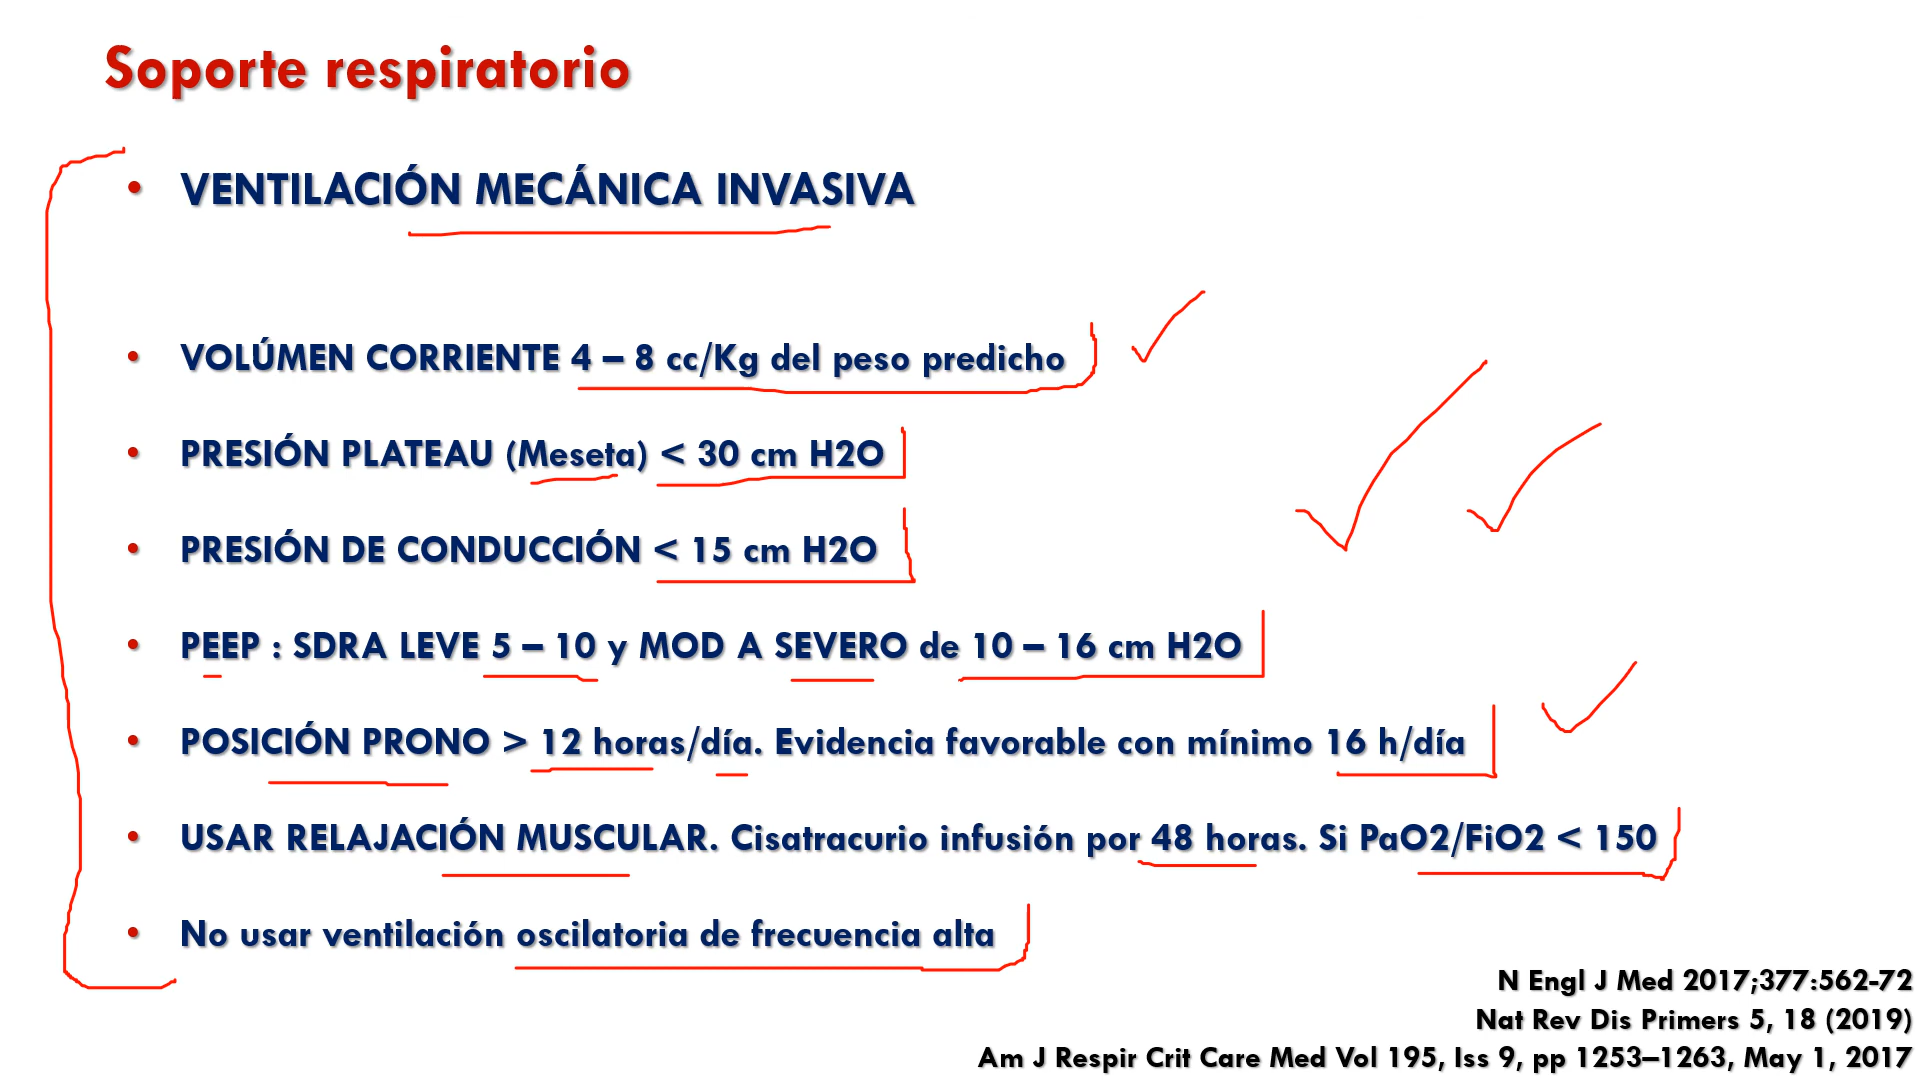 Soporte respiratorio
• VENTILACIÓN MECÁNICA INVASIVA
• VOLÚMEN CORRIENTE 4 – 8 cc/Kg del peso predicho
• PRESIÓN PLATEAU (Meseta) < 30 cm H2O
• PRESIÓN DE CONDUCCIÓN < 15 cm H2O
• PEEP : SDRA LEVE 5 – 10 y MOD A SEVERO de 10 – 16 cm H2O
• POSICIÓN PRONO > 12 horas/día. Evidencia favorable con mínimo 16 h/día
• USAR RELAJACIÓN MUSCULAR. Cisatracurio infusión por 48 horas. Si PaO2/FiO2 < 150
• No usar ventilación oscilatoria de frecuencia alta
N Engl J Med 2017;377:562-72
Nat Rev Dis Primers 5, 18 (2019)
Am J Respir Crit Care Med Vol 195, Iss 9, pp 1253–1263, May 1, 2017